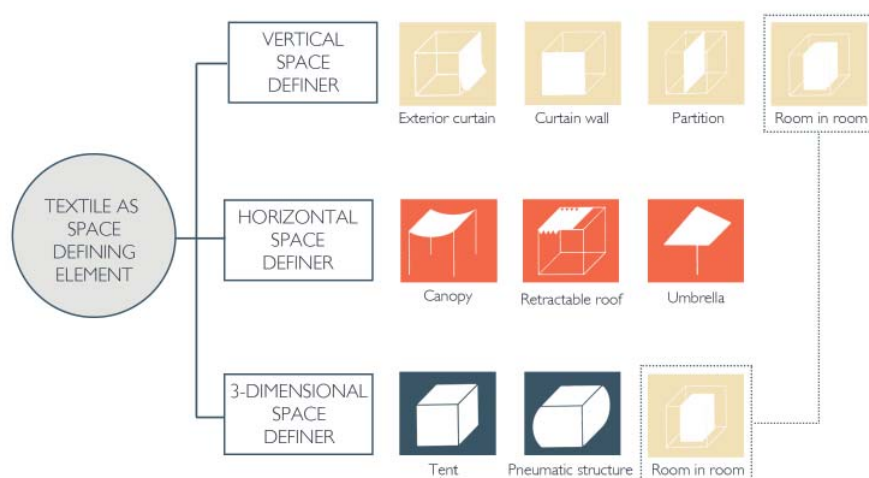 VERTICAL
SPACE
DEFINER
Exterior curtain
Curtain wall
Partition
Room in room
TEXTILE AS
SPACE
DEFINING
ELEMENT
HORIZONTAL
SPACE
DEFINER
Canopy
Retractable roof
Umbrella
3-DIMENSIONAL
SPACE
DEFINER
Tent
Pneumatic structure
Room in room